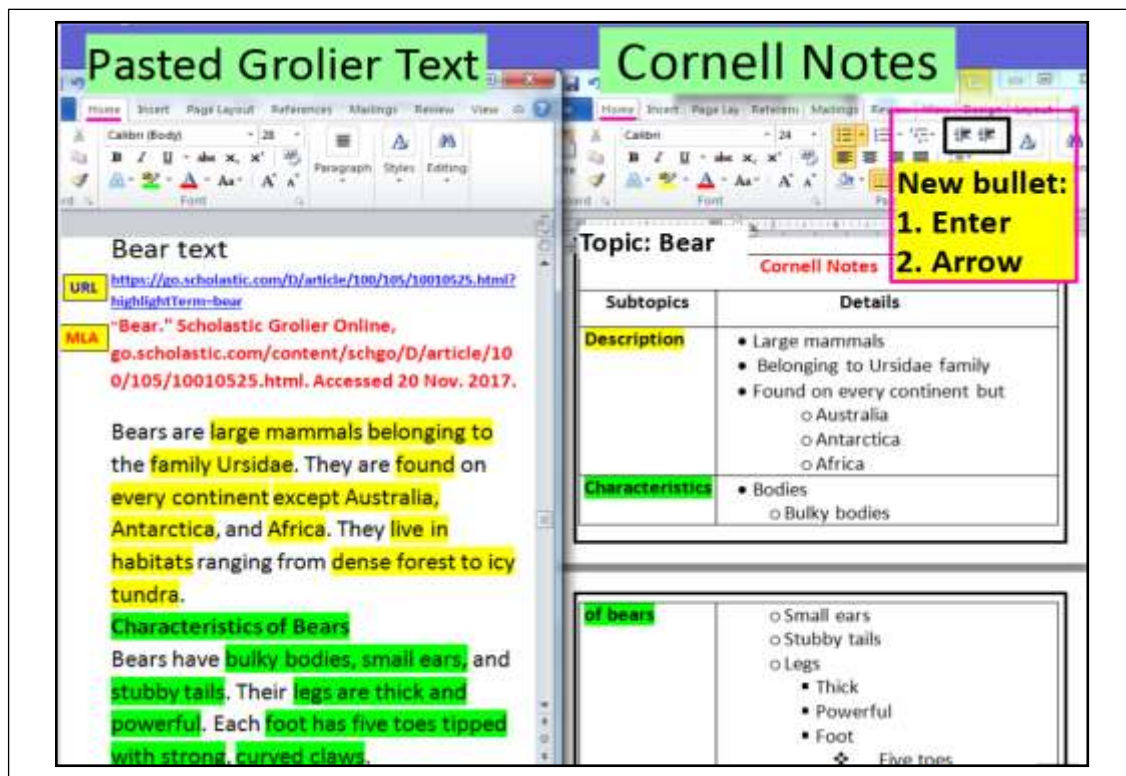 Pasted Grolier Text
Home Insert Page Layout References Mailings Review View
Calibri (Body) 28
Paragraph Styles Editing
Font
Bear text
URL
https://go.scholastic.com/D/article/100/105/10010525.html?
highlightTerm=bear
MLA
"Bear." Scholastic Grolier Online,
go.scholastic.com/content/schgo/D/article/10
0/105/10010525.html. Accessed 20 Nov. 2017.
Bears are large mammals belonging to
the family Ursidae. They are found on
every continent except Australia,
Antarctica, and Africa. They live in
habitats ranging from dense forest to icy
tundra.
Characteristics of Bears
Bears have bulky bodies, small ears, and
stubby tails. Their legs are thick and
powerful. Each foot has five toes tipped
with strong, curved claws.
Cornell Notes
Home Insert Page Lay Mailings
Calibri 24
Font
New bullet:
1. Enter
2. Arrow
Topic: Bear
Cornell Notes
Subtopics Details
Description
• Large mammals
• Belonging to Ursidae family
• Found on every continent but
o Australia
o Antarctica
o Africa
Characteristics
• Bodies
o Bulky bodies
of bears
o Small ears
o Stubby tails
o Legs
▪ Thick
▪ Powerful
▪ Foot
❖ Five toes